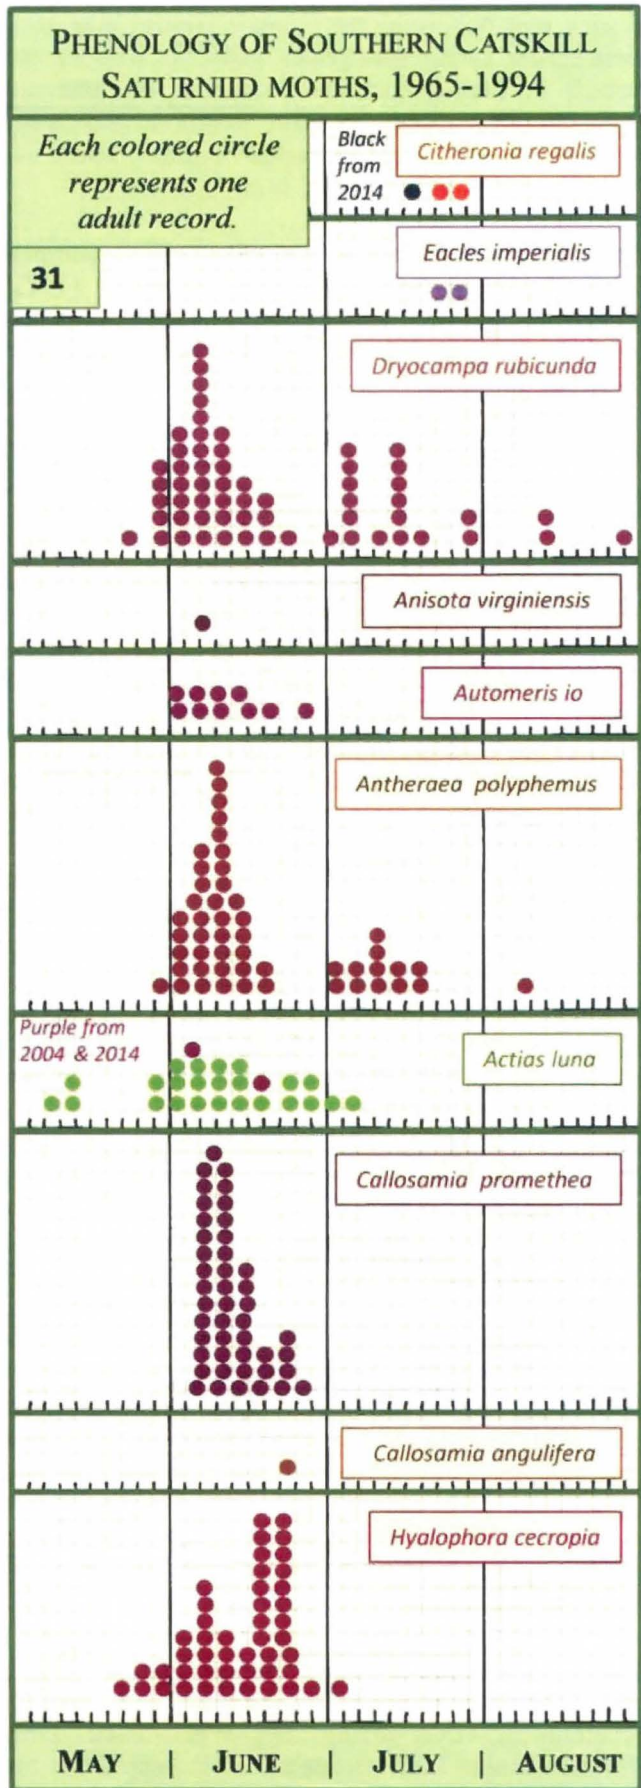 PHENOLOGY OF SOUTHERN CATSKILL
SATURNIID MOTHS, 1965-1994
Each colored circle
represents one
adult record.
31
Black
from
2014
Citheronia regalis
Eacles imperialis
Dryocampa rubicunda
Anisota virginiensis
Automeris io
Antheraea polyphemus
Purple from
2004 & 2014
Actias luna
Callosamia promethea
Callosamia angulifera
Hyalophora cecropia
MAY | JUNE | JULY | AUGUST